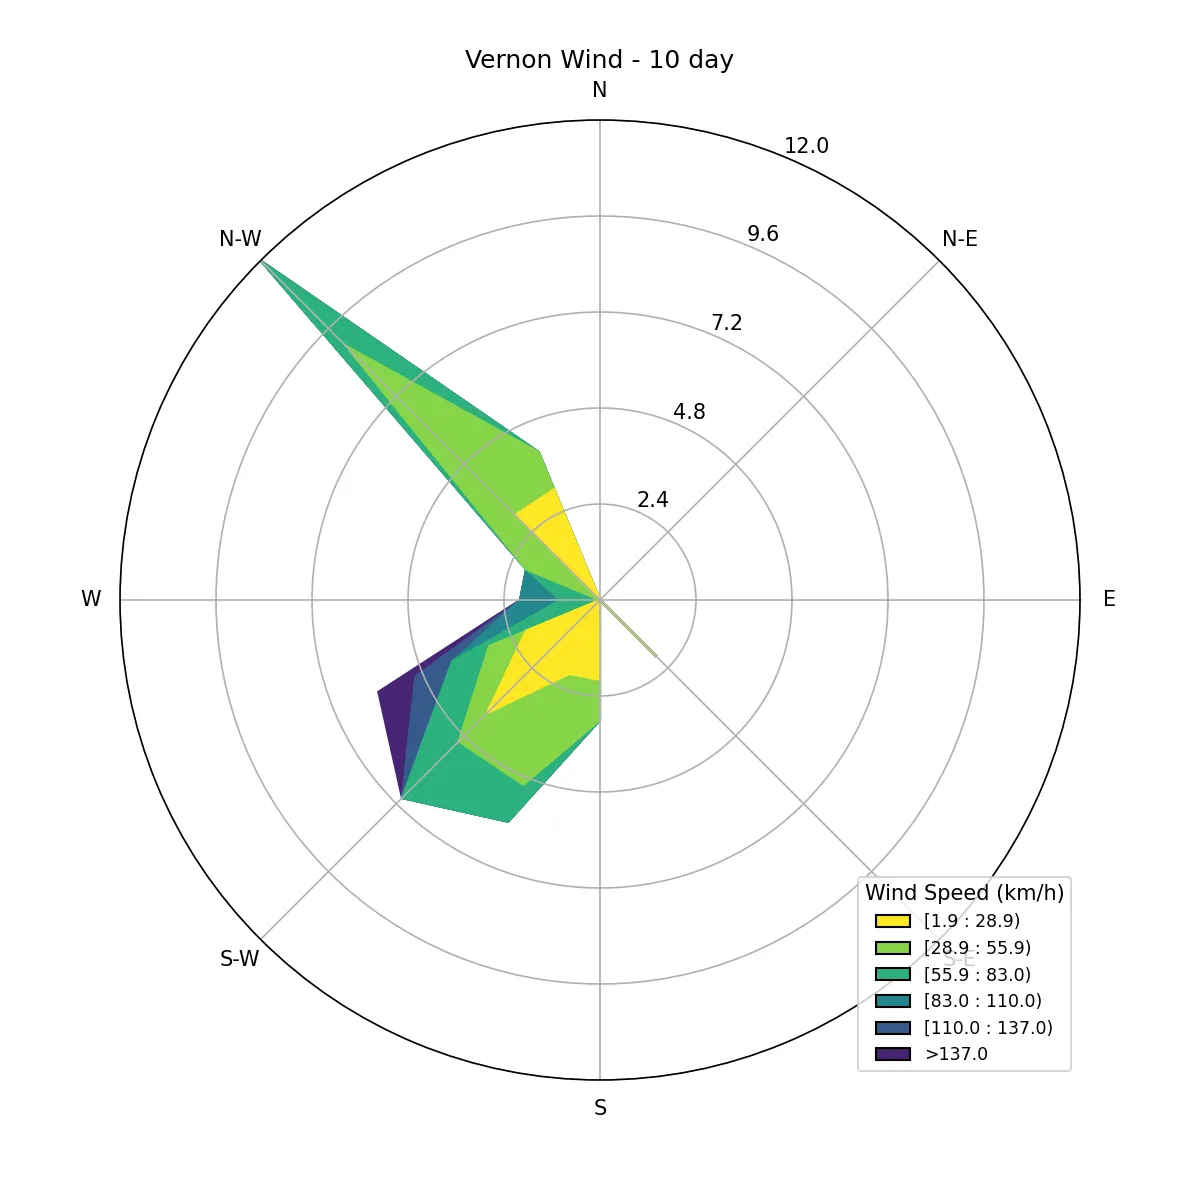 Vernon Wind - 10 day
N
12.0
N-W
9.6
N-E
7.2
4.8
2.4
W
E
Wind Speed (km/h)
[1.9 : 28.9)
[28.9 : 55.9)
S-W
S-E
[55.9 : 83.0)
[83.0 : 110.0)
[110.0 : 137.0)
>137.0
S